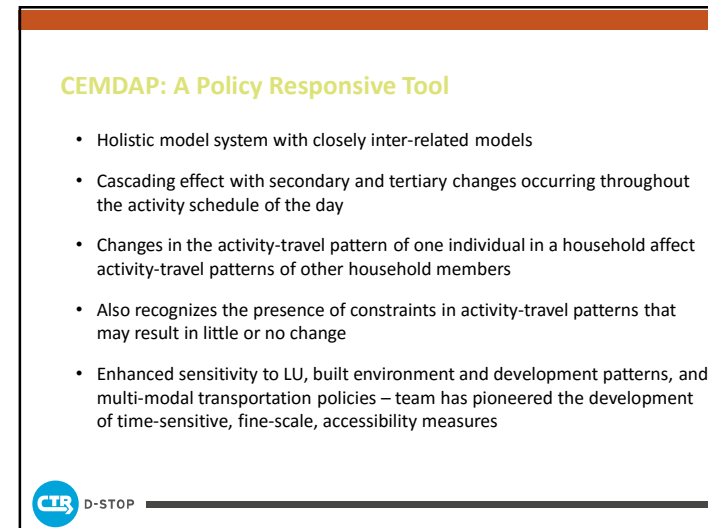 CEMDAP: A Policy Responsive Tool
• Holistic model system with closely inter-related models
• Cascading effect with secondary and tertiary changes occurring throughout
the activity schedule of the day
• Changes in the activity-travel pattern of one individual in a household affect
activity-travel patterns of other household members
• Also recognizes the presence of constraints in activity-travel patterns that
may result in little or no change
• Enhanced sensitivity to LU, built environment and development patterns, and
multi-modal transportation policies – team has pioneered the development
of time-sensitive, fine-scale, accessibility measures
CTR D-STOP